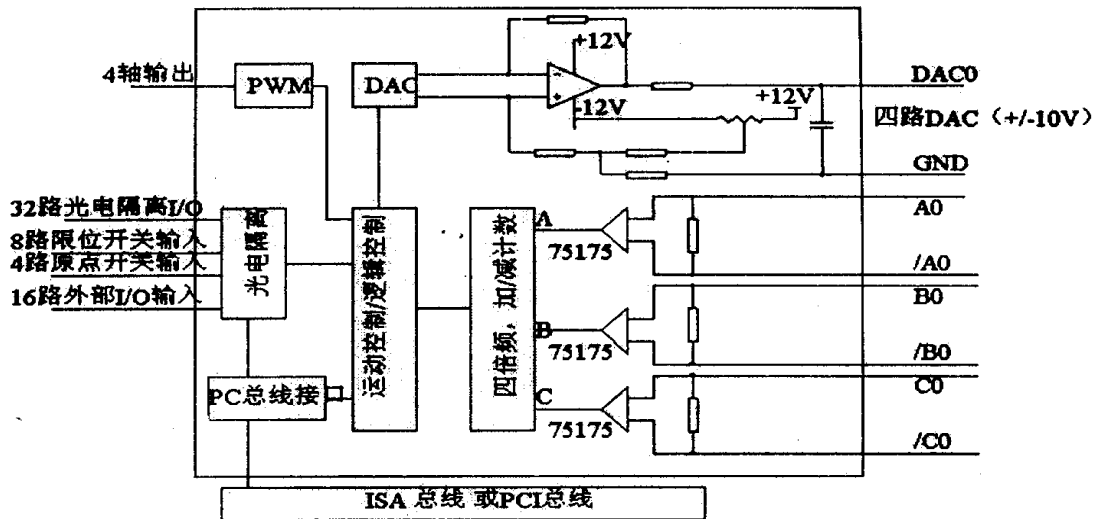 +12V
4轴输出
PWM
DAC
-
+
-12V
+12V
DAC0
四路DAC（+/-10V）
GND
32路光电隔离I/O
8路限位开关输入
4路原点开关输入
16路外部I/O输入
光电隔离
运动控制/逻辑控制
四倍频，加/减计数
A
75175
A0
/A0
B
75175
B0
/B0
C
75175
C0
/C0
PC总线接
ISA 总线 或PCI总线